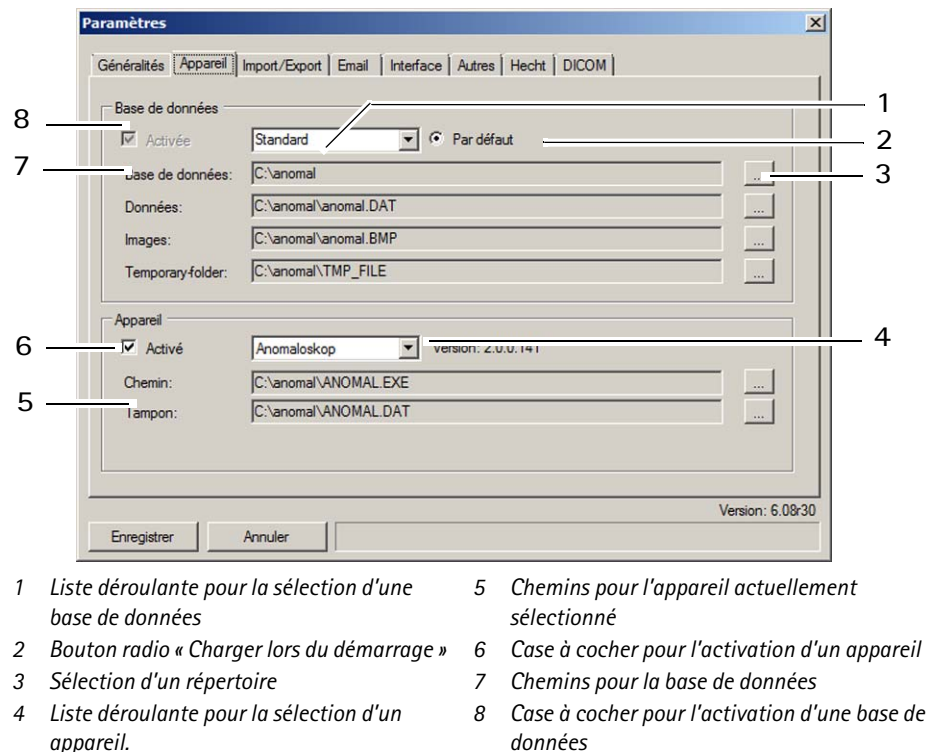 Paramètres
Généralités Appareil Import/Export Email Interface Autres Hecht DICOM
Base de données
1
8
Activée Standard Par défaut
2
7
Base de données: C:\anomal ...
3
Données: C:\anomal\anomal.DAT ...
Images: C:\anomal\anomal.BMP ...
Temporary-folder: C:\anomal\TMP_FILE ...
Appareil
6
Activé Anomaloskop Version: 2.0.0.141
4
Chemin: C:\anomal\ANOMAL.EXE ...
5
Tampon: C:\anomal\ANOMAL.DAT ...
Version: 6.08r30
Enregistrer Annuler
1 Liste déroulante pour la sélection d'une
base de données
2 Bouton radio « Charger lors du démarrage »
3 Sélection d'un répertoire
4 Liste déroulante pour la sélection d'un
appareil.
5 Chemins pour l'appareil actuellement
sélectionné
6 Case à cocher pour l'activation d'un appareil
7 Chemins pour la base de données
8 Case à cocher pour l'activation d'une base de
données